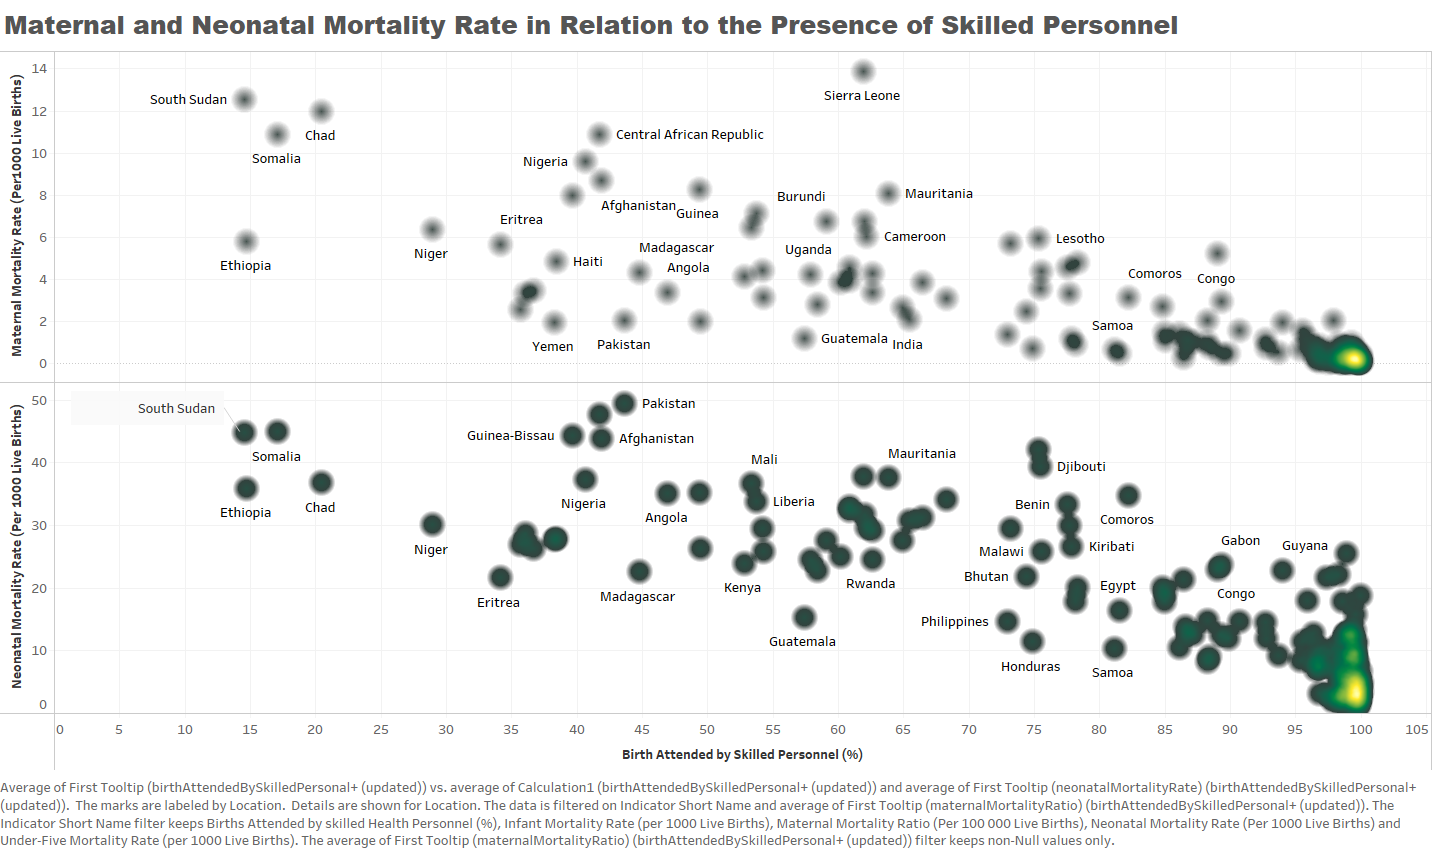 Maternal and Neonatal Mortality Rate in Relation to the Presence of Skilled Personnel
Maternal Mortality Rate (Per1000 Live Births)
14
12
10
8
6
4
2
0
South Sudan
Chad
Somalia
Ethiopia
Sierra Leone
Central African Republic
Nigeria
Afghanistan
Guinea
Burundi
Mauritania
Eritrea
Niger
Haiti
Madagascar
Angola
Uganda
Cameroon
Lesotho
Comoros
Congo
Yemen
Pakistan
Guatemala
India
Samoa
Neonatal Mortality Rate (Per 1000 Live Births)
50
40
30
20
10
0
South Sudan
Somalia
Ethiopia
Chad
Niger
Pakistan
Guinea-Bissau
Afghanistan
Nigeria
Eritrea
Mali
Mauritania
Angola
Liberia
Madagascar
Kenya
Rwanda
Guatemala
Djibouti
Benin
Comoros
Malawi
Kiribati
Gabon
Guyana
Bhutan
Egypt
Congo
Philippines
Honduras
Samoa
0 5 10 15 20 25 30 35 40 45 50 55 60 65 70 75 80 85 90 95 100 105
Birth Attended by Skilled Personnel (%)
Average of First Tooltip (birthAttendedBySkilledPersonal+ (updated)) vs. average of Calculation1 (birthAttendedBySkilledPersonal+ (updated)) and average of First Tooltip (neonatalMortalityRate) (birthAttendedBySkilledPersonal+
(updated)).  The marks are labeled by Location.  Details are shown for Location. The data is filtered on Indicator Short Name and average of First Tooltip (maternalMortalityRatio) (birthAttendedBySkilledPersonal+ (updated)). The
Indicator Short Name filter keeps Births Attended by skilled Health Personnel (%), Infant Mortality Rate (per 1000 Live Births), Maternal Mortality Ratio (Per 100 000 Live Births), Neonatal Mortality Rate (Per 1000 Live Births) and
Under-Five Mortality Rate (per 1000 Live Births). The average of First Tooltip (maternalMortalityRatio) (birthAttendedBySkilledPersonal+ (updated)) filter keeps non-Null values only.